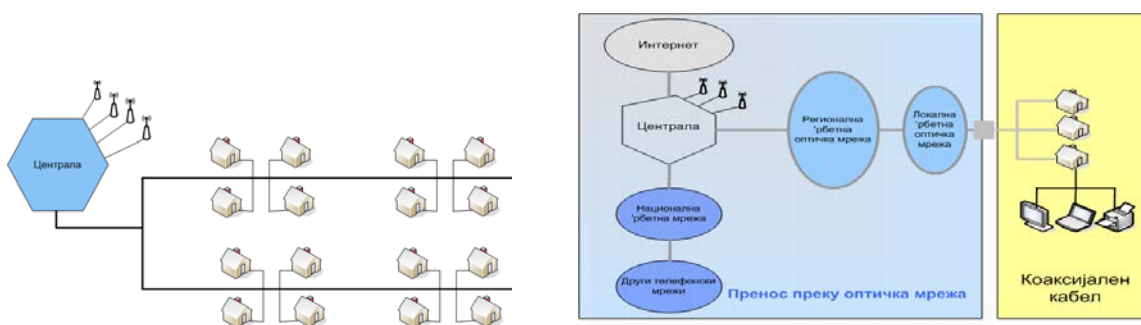 Централа
Интернет
Централа
Регионална
'рбетна
оптичка мрежа
Локална
'рбетна
оптичка
мрежа
Национална
'рбетна мрежа
Други телефонски
мрежи
Пренос преку оптичка мрежа
Коаксијален
кабел